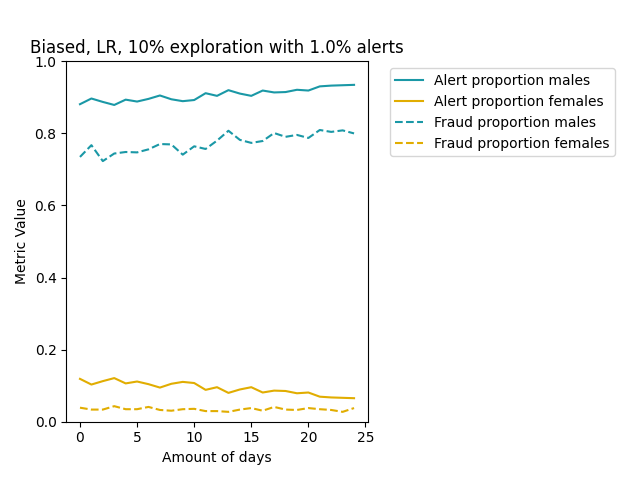 Biased, LR, 10% exploration with 1.0% alerts
1.0
0.8
0.6
0.4
0.2
0.0
Metric Value
0 5 10 15 20 25
Amount of days
Alert proportion males
Alert proportion females
Fraud proportion males
Fraud proportion females